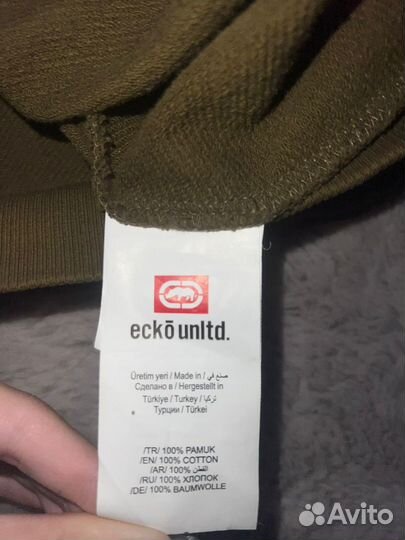 eckō unltd.
Üretim yeri / Made in / صنع في /
Сделано в / Hergestellt in
Türkiye / Turkey / تركيا /
Турции / Türkei
/TR/ 100% PAMUK
/EN/ 100% COTTON
/AR/ 100% القطن
/RU/ 100% ХЛОПОК
/DE/ 100% BAUMWOLLE
Avito